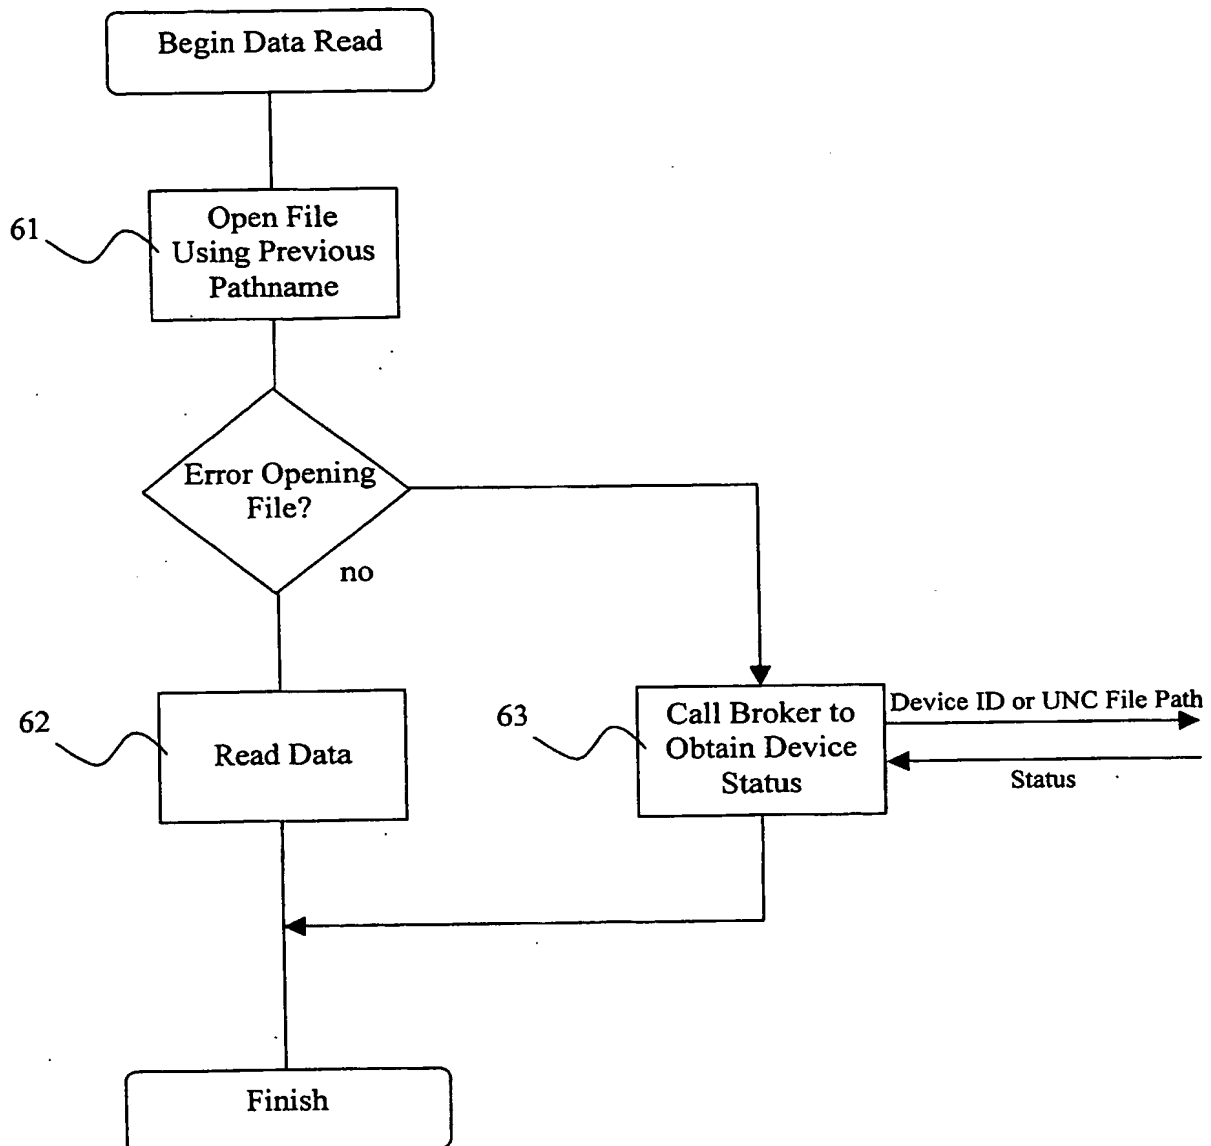 Begin Data Read
61
Open File
Using Previous
Pathname
Error Opening
File?
no
62
Read Data
63
Call Broker to
Obtain Device
Status
Device ID or UNC File Path
Status
Finish